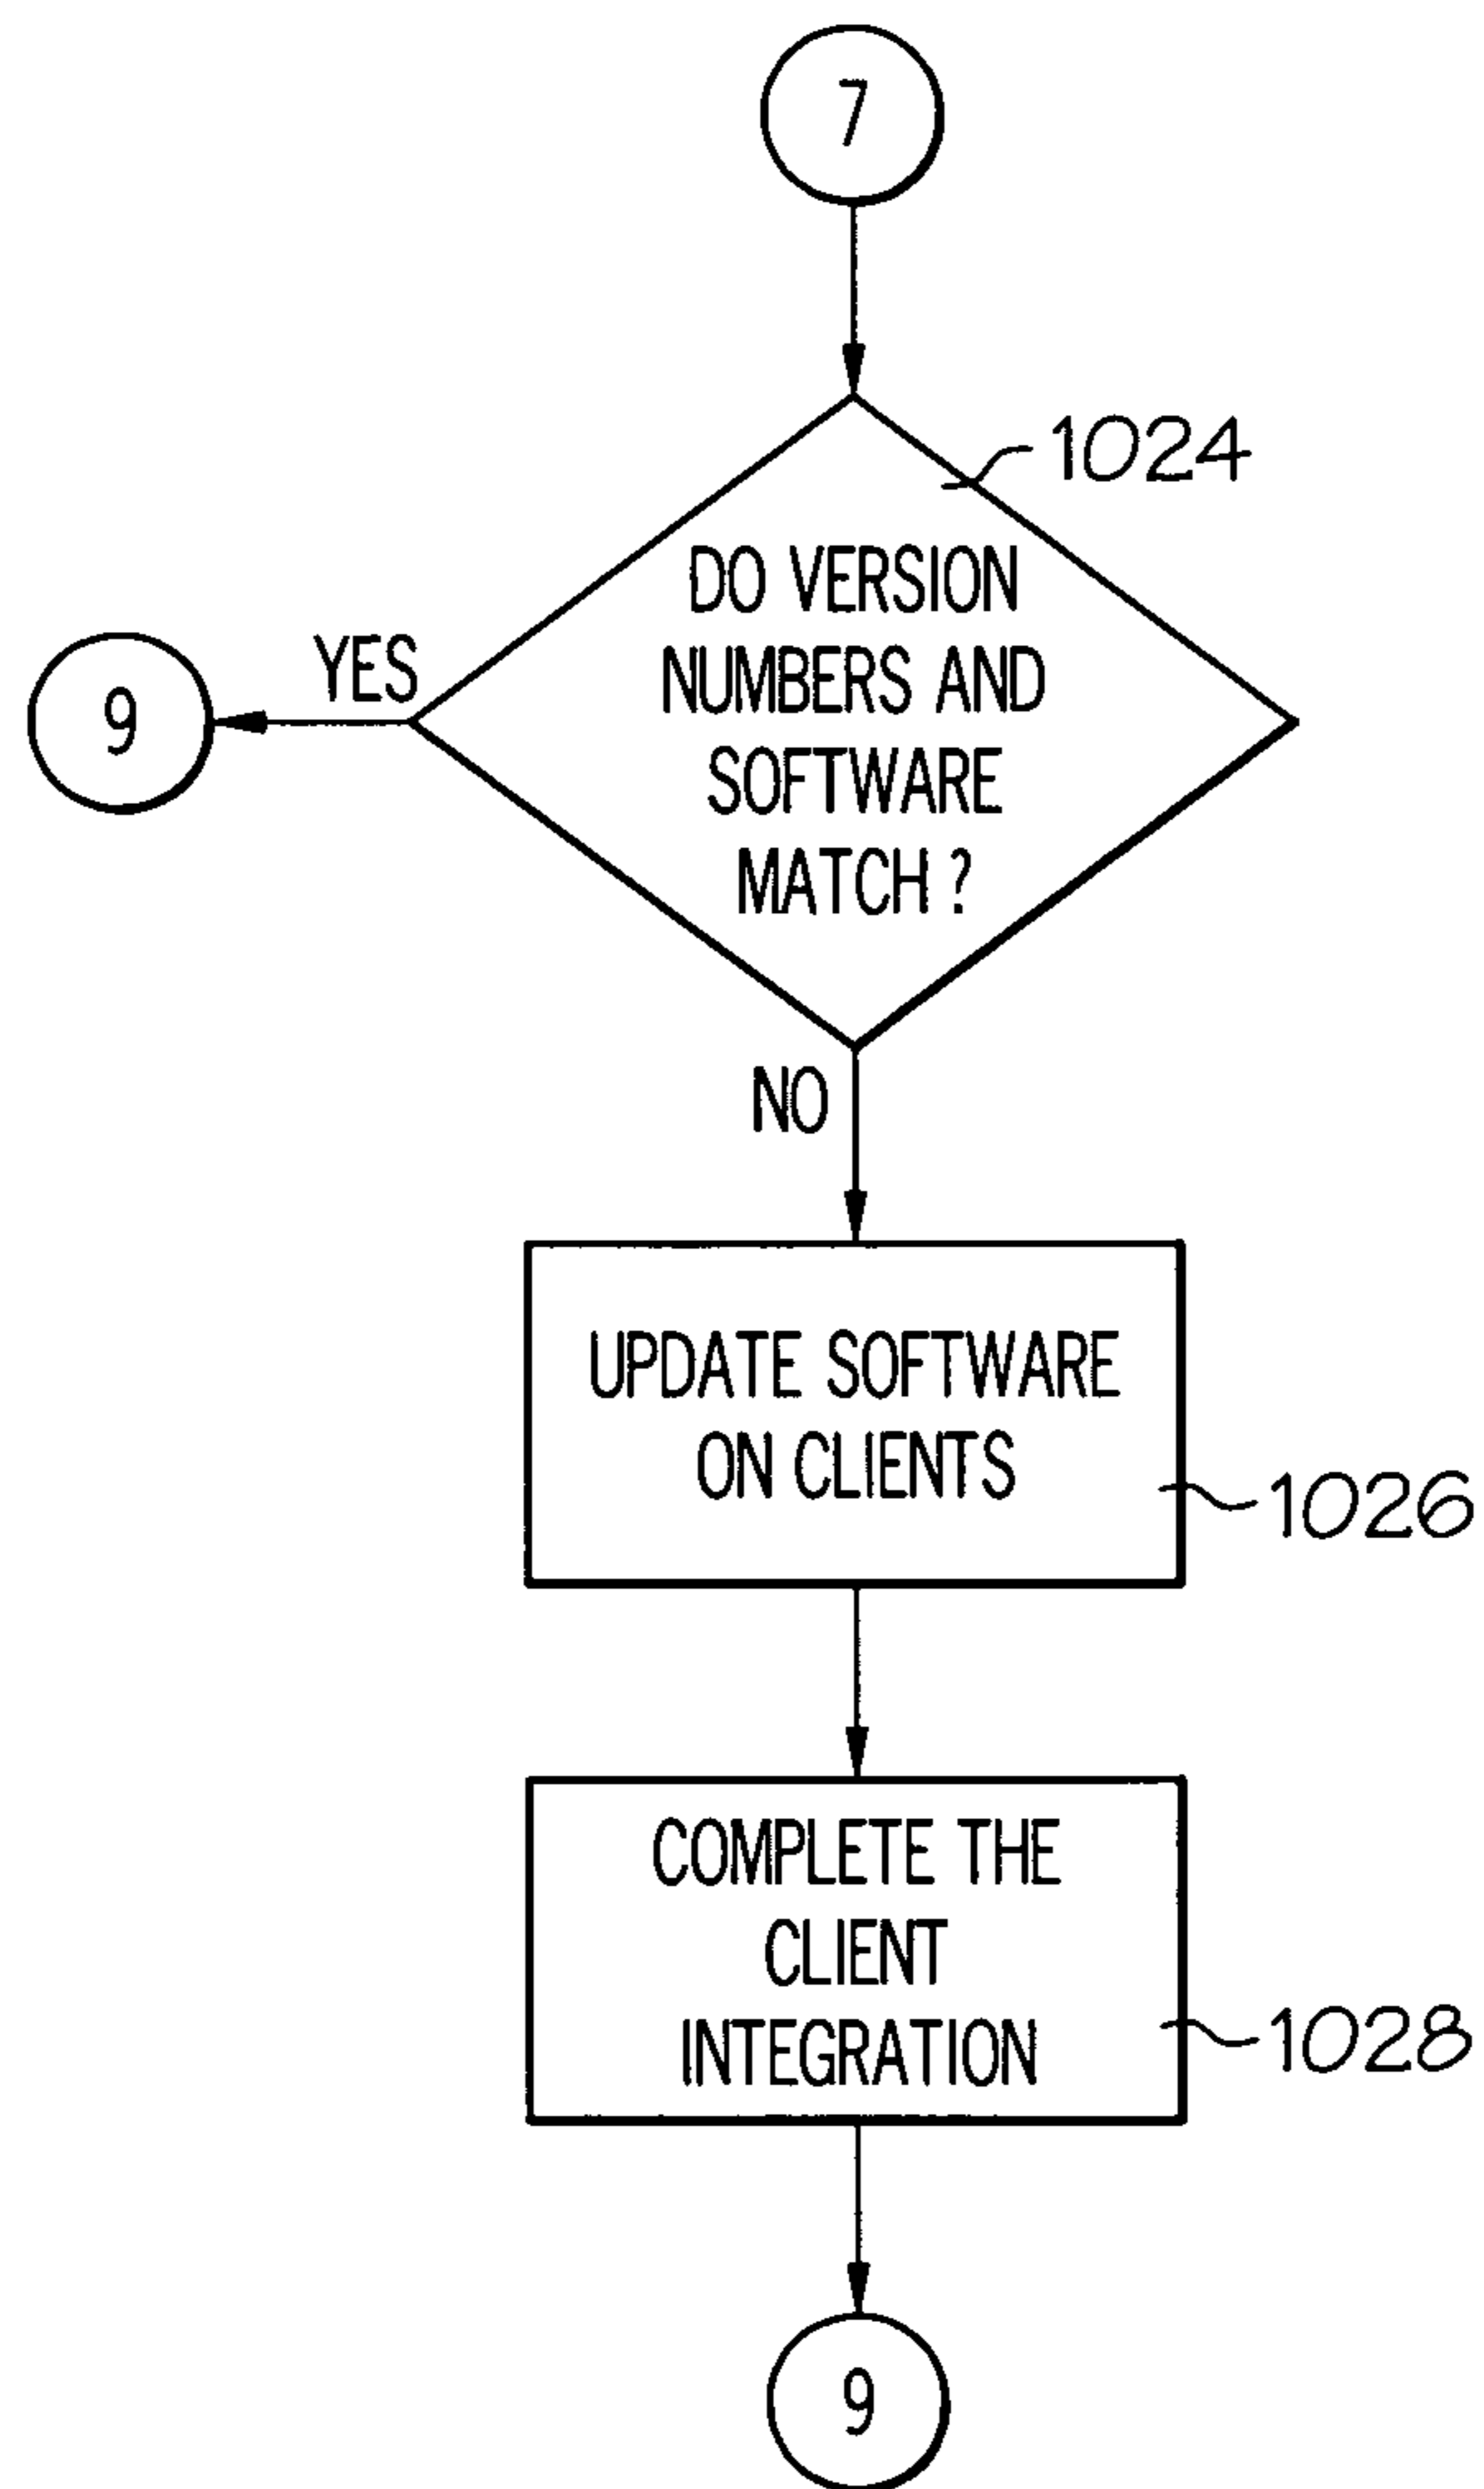 7
1024
DO VERSION
NUMBERS AND
SOFTWARE
MATCH?
YES
9
NO
UPDATE SOFTWARE
ON CLIENTS
1026
COMPLETE THE
CLIENT
INTEGRATION
1028
9